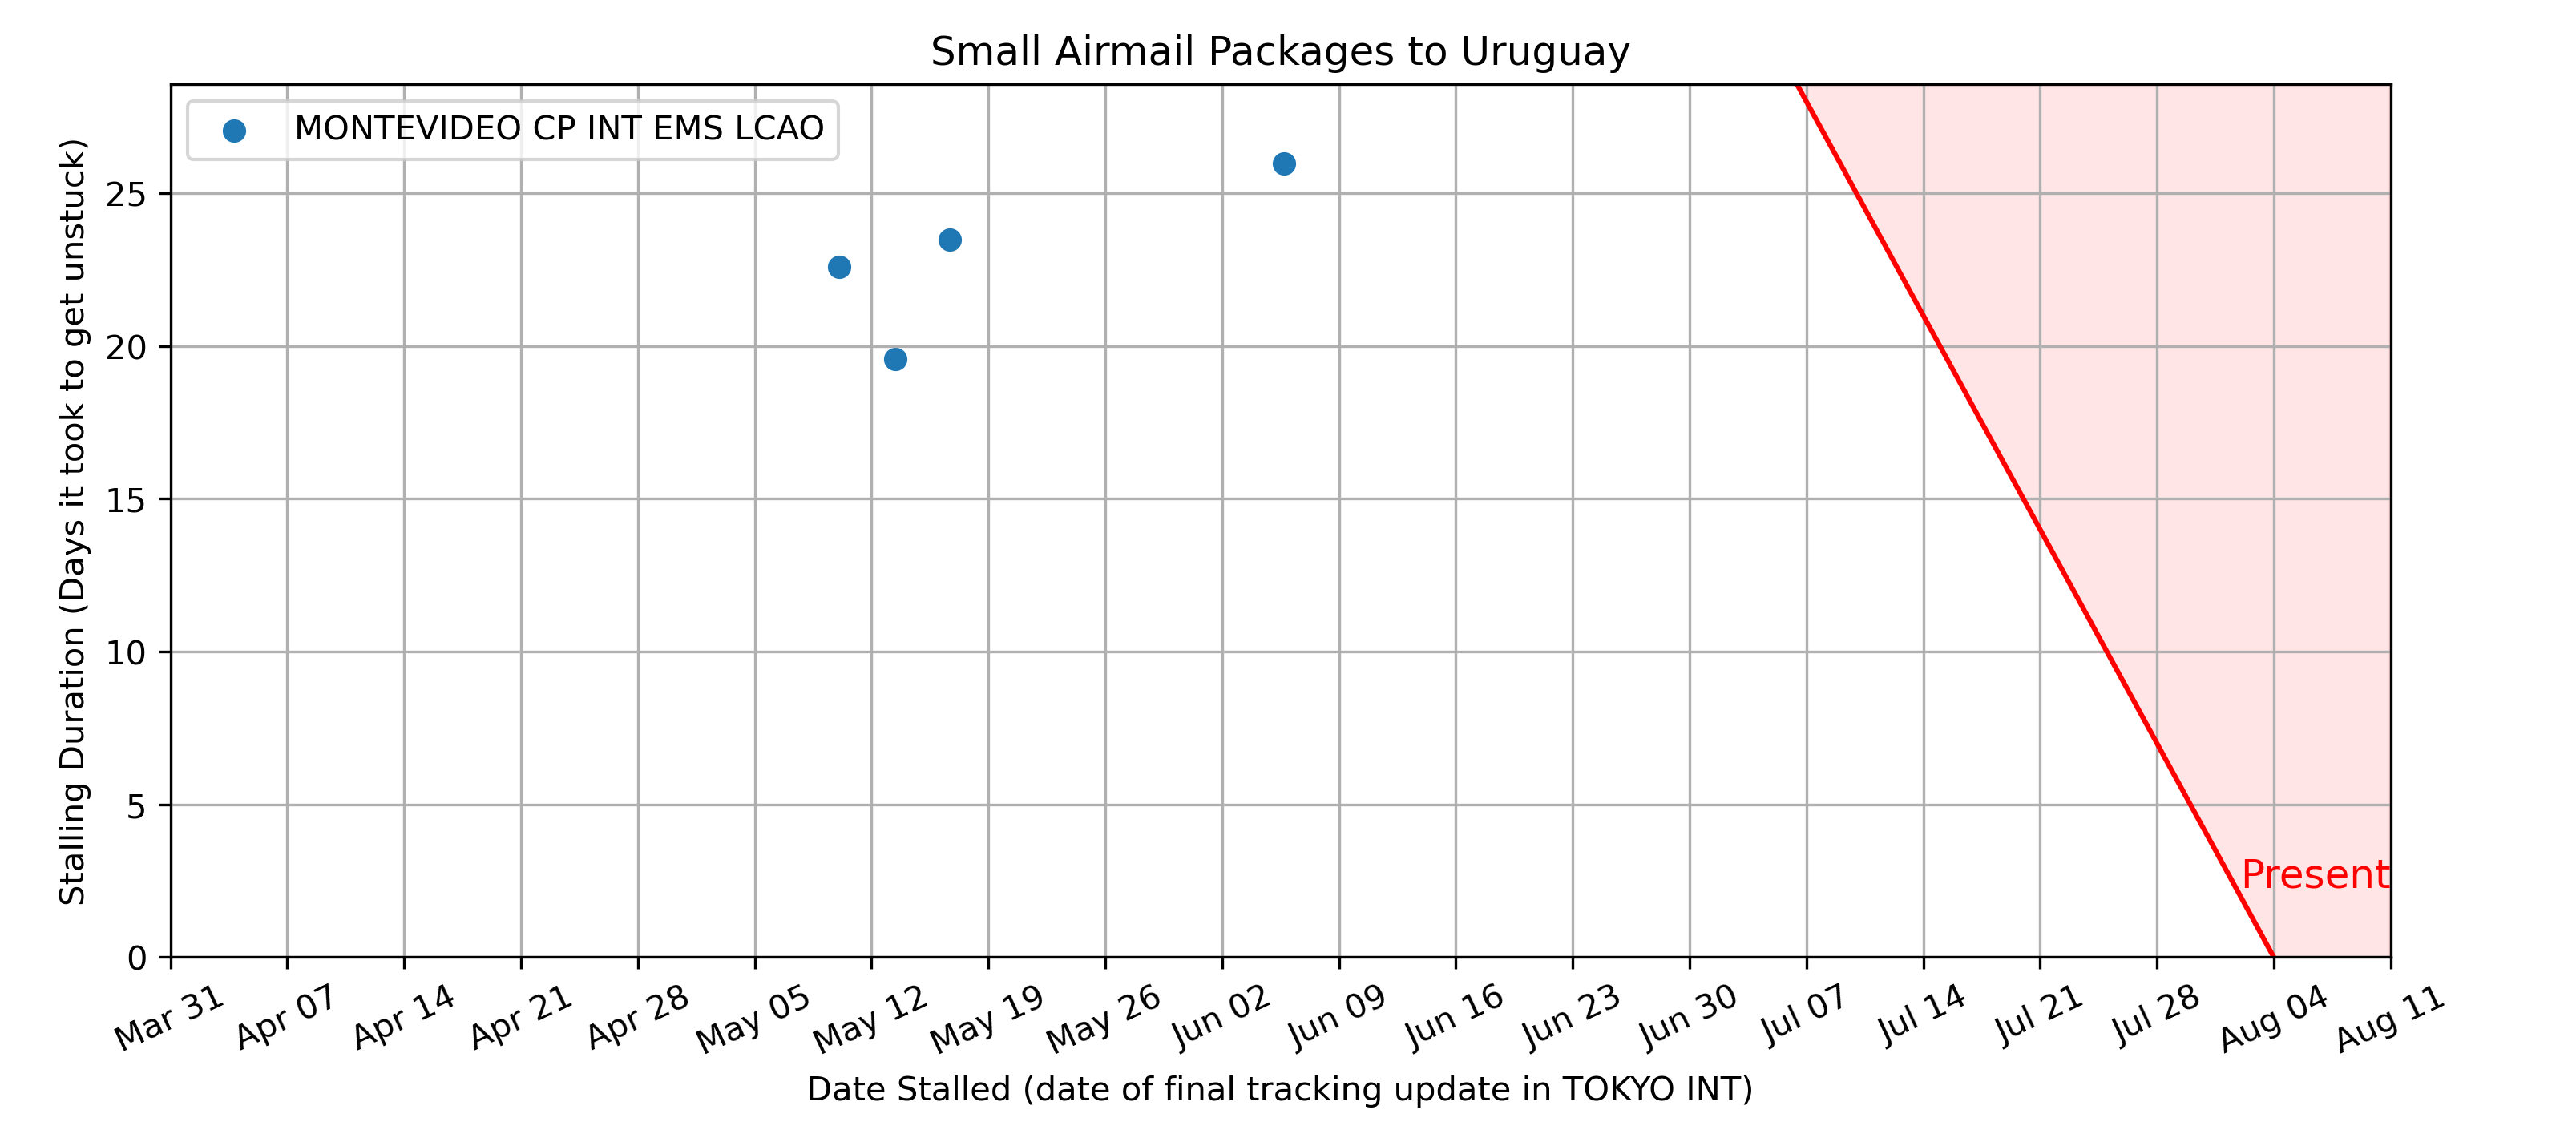 Small Airmail Packages to Uruguay
MONTEVIDEO CP INT EMS LCAO
Stalling Duration (Days it took to get unstuck)
25
20
15
10
5
0
Present
Mar 31 Apr 07 Apr 14 Apr 21 Apr 28 May 05 May 12 May 19 May 26 Jun 02 Jun 09 Jun 16 Jun 23 Jun 30 Jul 07 Jul 14 Jul 21 Jul 28 Aug 04 Aug 11
Date Stalled (date of final tracking update in TOKYO INT)